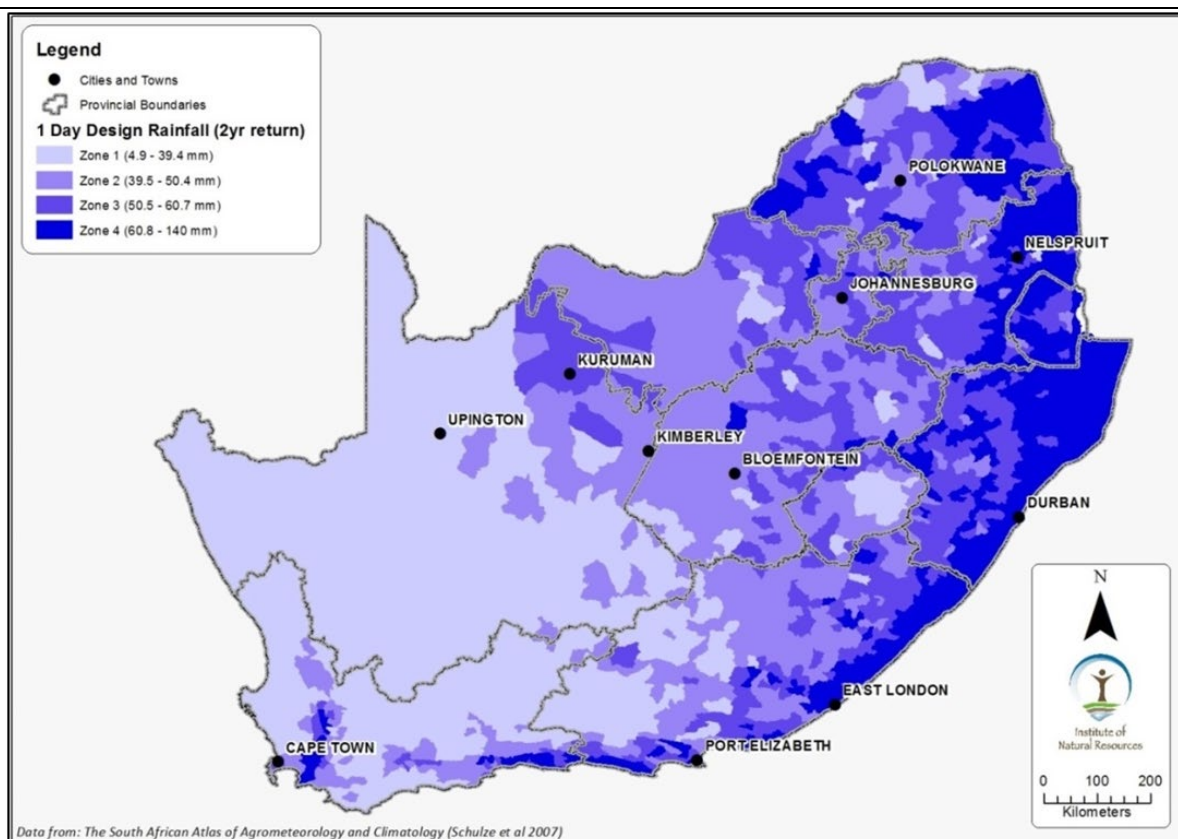 Legend
Cities and Towns
Provincial Boundaries
1 Day Design Rainfall (2yr return)
Zone 1 (4.9 - 39.4 mm)
Zone 2 (39.5 - 50.4 mm)
Zone 3 (50.5 - 60.7 mm)
Zone 4 (60.8 - 140 mm)
POLOKWANE
NELSPRUIT
JOHANNESBURG
KURUMAN
UPINGTON
KIMBERLEY
BLOEMFONTEIN
DURBAN
EAST LONDON
PORT ELIZABETH
CAPE TOWN
N
Institute of
Natural Resources
0 100 200
Kilometers
Data from: The South African Atlas of Agrometeorology and Climatology (Schulze et al 2007)